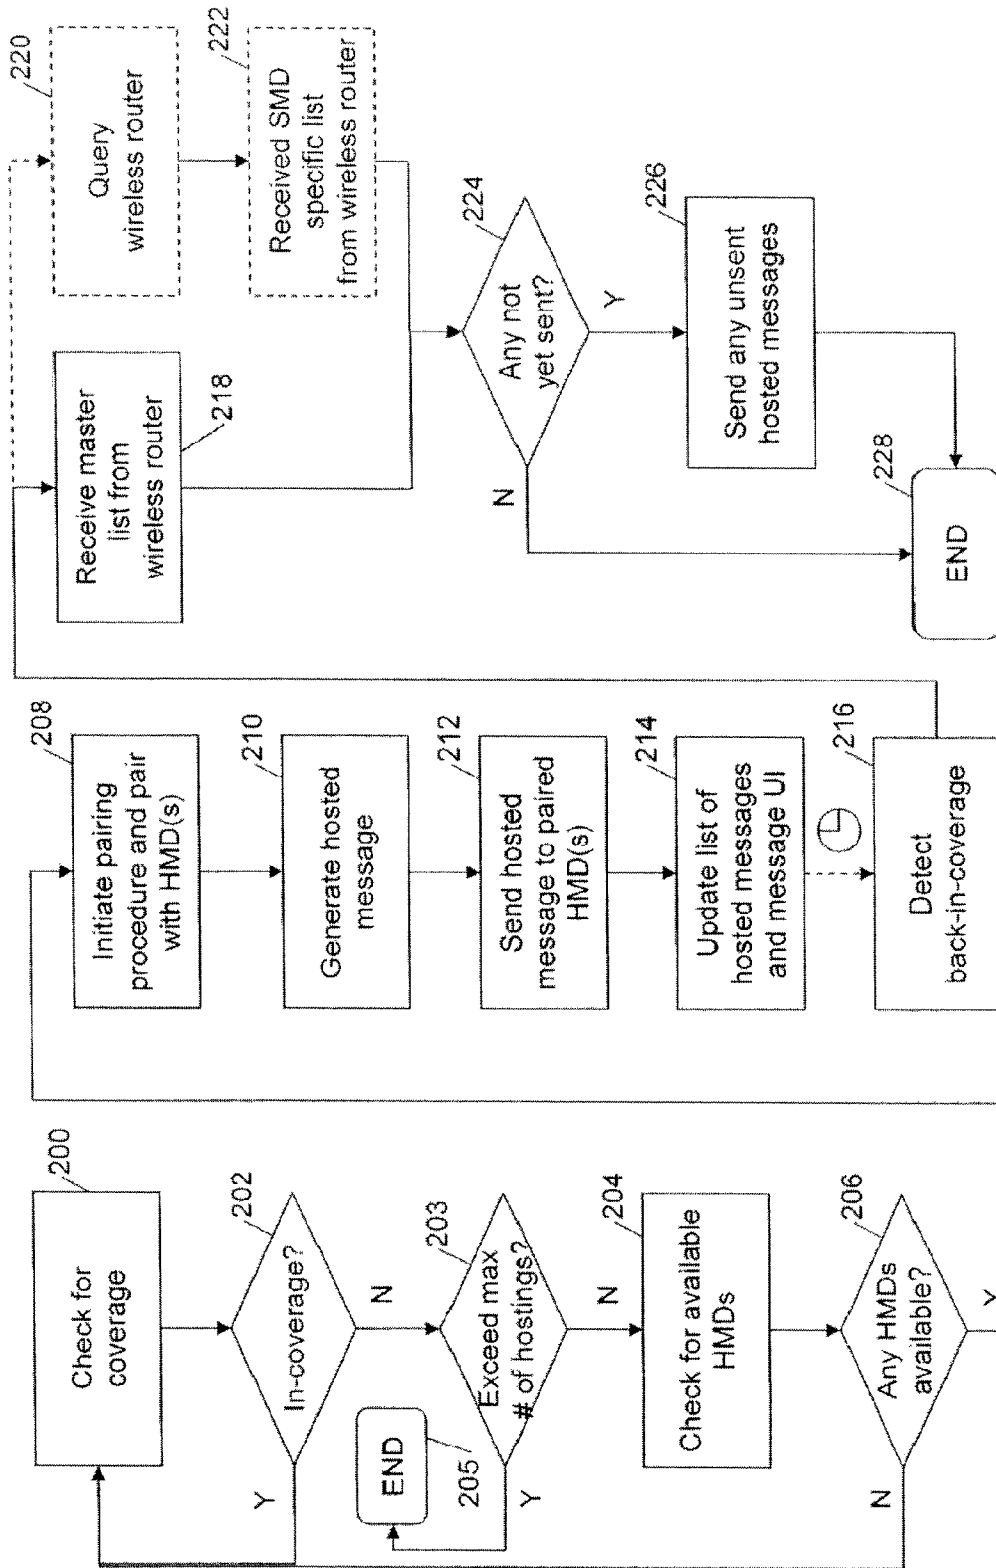 200
Check for
coverage
202
In-coverage?
Y
N
203
Exceed max
# of hostings?
END
205
Y
N
204
Check for available
HMDs
206
Any HMDs
available?
N
Y
208
Initiate pairing
procedure and pair
with HMD(s)
210
Generate hosted
message
212
Send hosted
message to paired
HMD(s)
214
Update list of
hosted messages
and message UI
216
Detect
back-in-coverage
Receive master
list from
wireless router
218
220
Query
wireless router
222
Received SMD
specific list
from wireless router
224
Any not
yet sent?
N
Y
226
Send any unsent
hosted messages
228
END